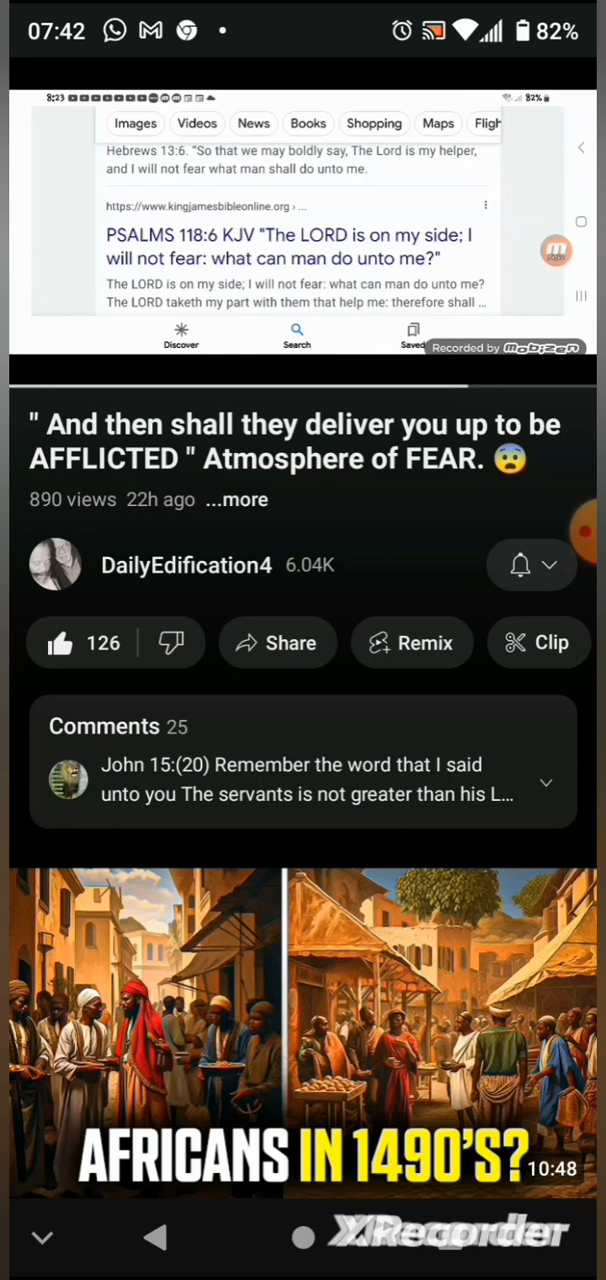 07:42
82%
8:23
82%
Images Videos News Books Shopping Maps Fligh
Hebrews 13:6. "So that we may boldly say, The Lord is my helper,
and I will not fear what man shall do unto me.
https://www.kingjamesbibleonline.org › ...
PSALMS 118:6 KJV "The LORD is on my side; I
will not fear: what can man do unto me?"
The LORD is on my side; I will not fear: what can man do unto me?
The LORD taketh my part with them that help me: therefore shall ...
Discover Search Saved
Recorded by mobizen
" And then shall they deliver you up to be
AFFLICTED " Atmosphere of FEAR. 😨
890 views 22h ago ...more
DailyEdification4 6.04K
126 Share Remix Clip
Comments 25
John 15:(20) Remember the word that I said
unto you The servants is not greater than his L...
AFRICANS IN 1490'S?
10:48
XRecorder